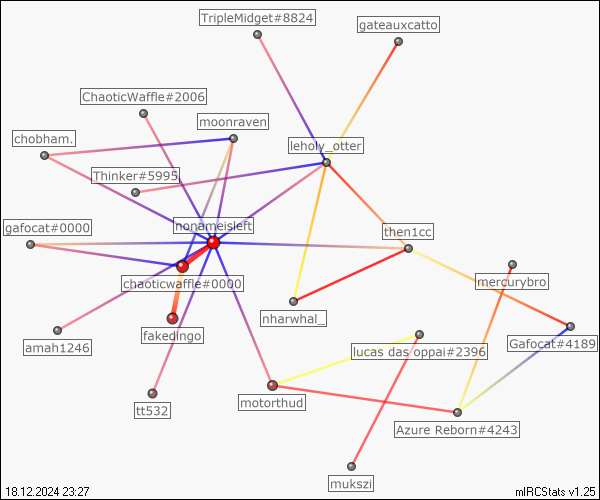 TripleMidget#8824
gateauxcatto
ChaoticWaffle#2006
moonraven
chobham.
leholy_otter
Thinker#5995
nonameisleft
gafocat#0000
then1cc
chaoticwaffle#0000
mercurybro
nharwhal_
fakedingo
amah1246
Gafocat#4189
lucas das oppai#2396
motorthud
tt532
Azure Reborn#4243
mukszi
18.12.2024 23:27
mIRCStats v1.25